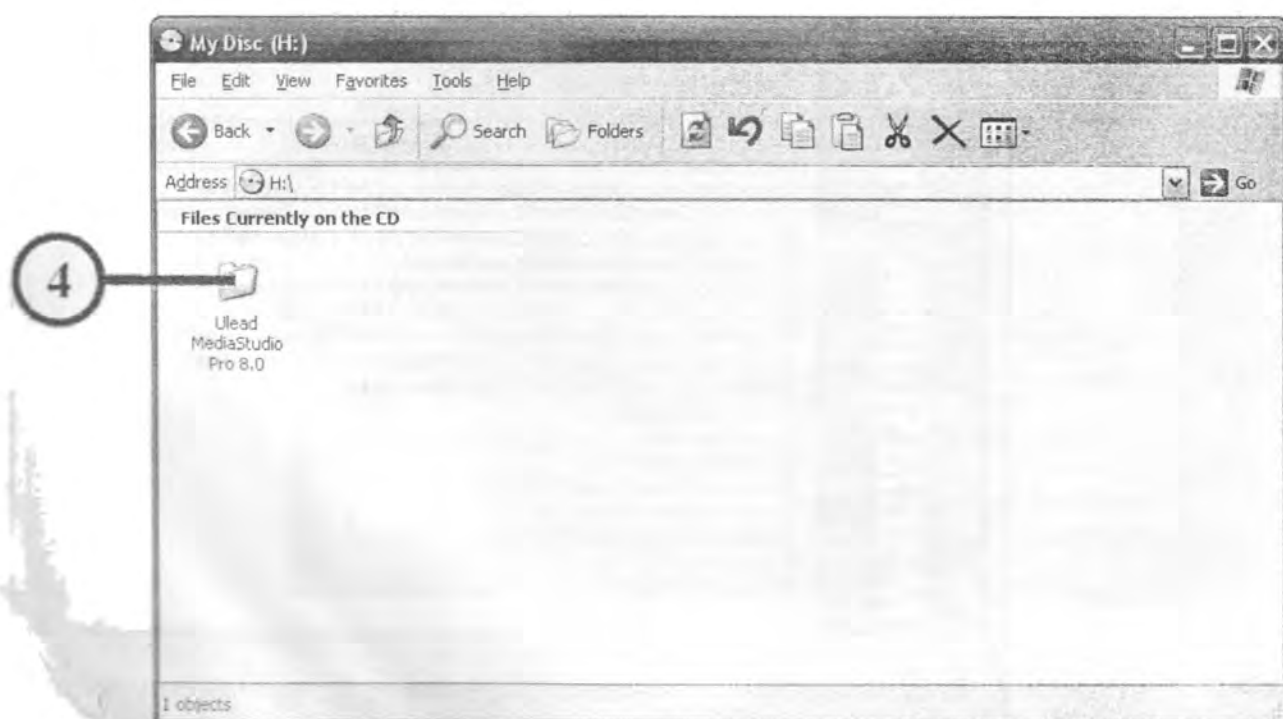 My Disc (H:)
File Edit View Favorites Tools Help
Back Search Folders
Address H:\ Go
Files Currently on the CD
4
Ulead
MediaStudio
Pro 8.0
1 objects